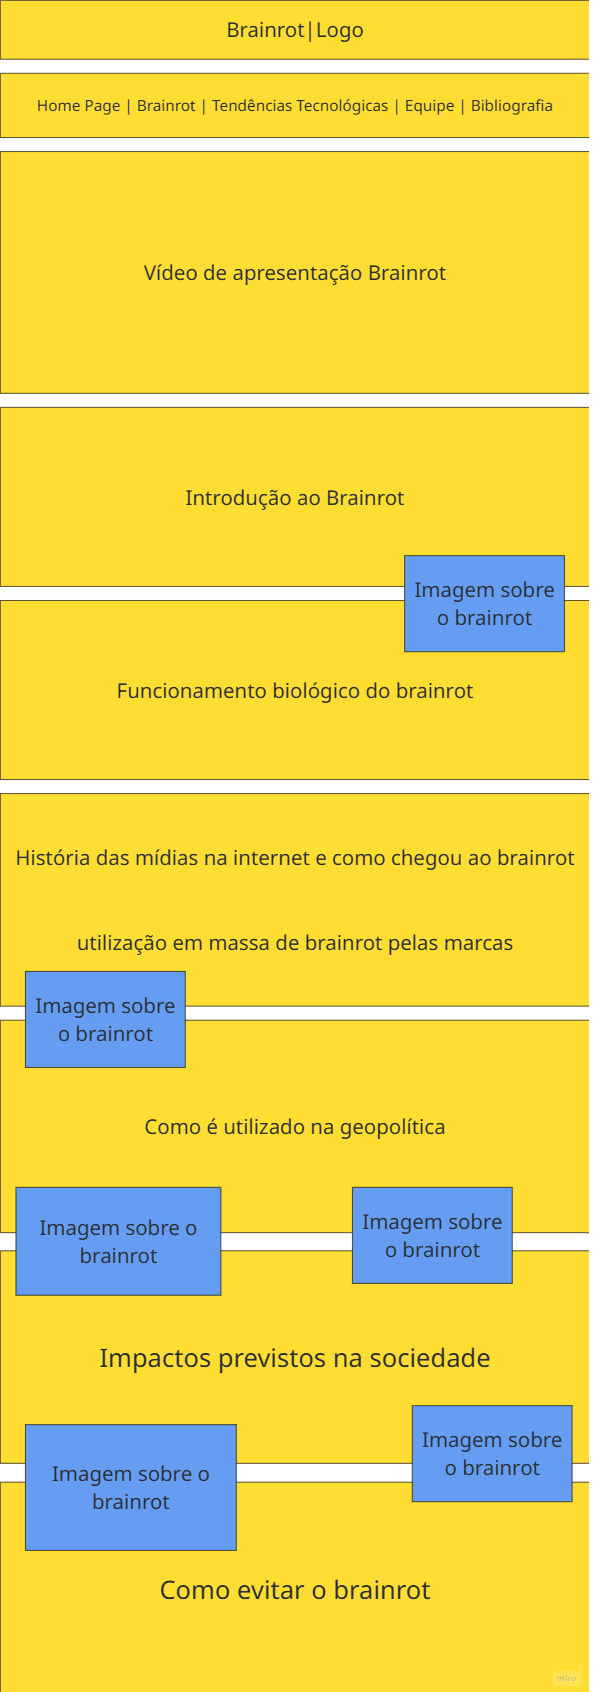 Brainrot|Logo
Home Page | Brainrot | Tendências Tecnológicas | Equipe | Bibliografia
Vídeo de apresentação Brainrot
Introdução ao Brainrot
Imagem sobre
o brainrot
Funcionamento biológico do brainrot
História das mídias na internet e como chegou ao brainrot
utilização em massa de brainrot pelas marcas
Imagem sobre
o brainrot
Como é utilizado na geopolítica
Imagem sobre o
brainrot
Imagem sobre
o brainrot
Impactos previstos na sociedade
Imagem sobre
o brainrot
Imagem sobre o
brainrot
Como evitar o brainrot
miro